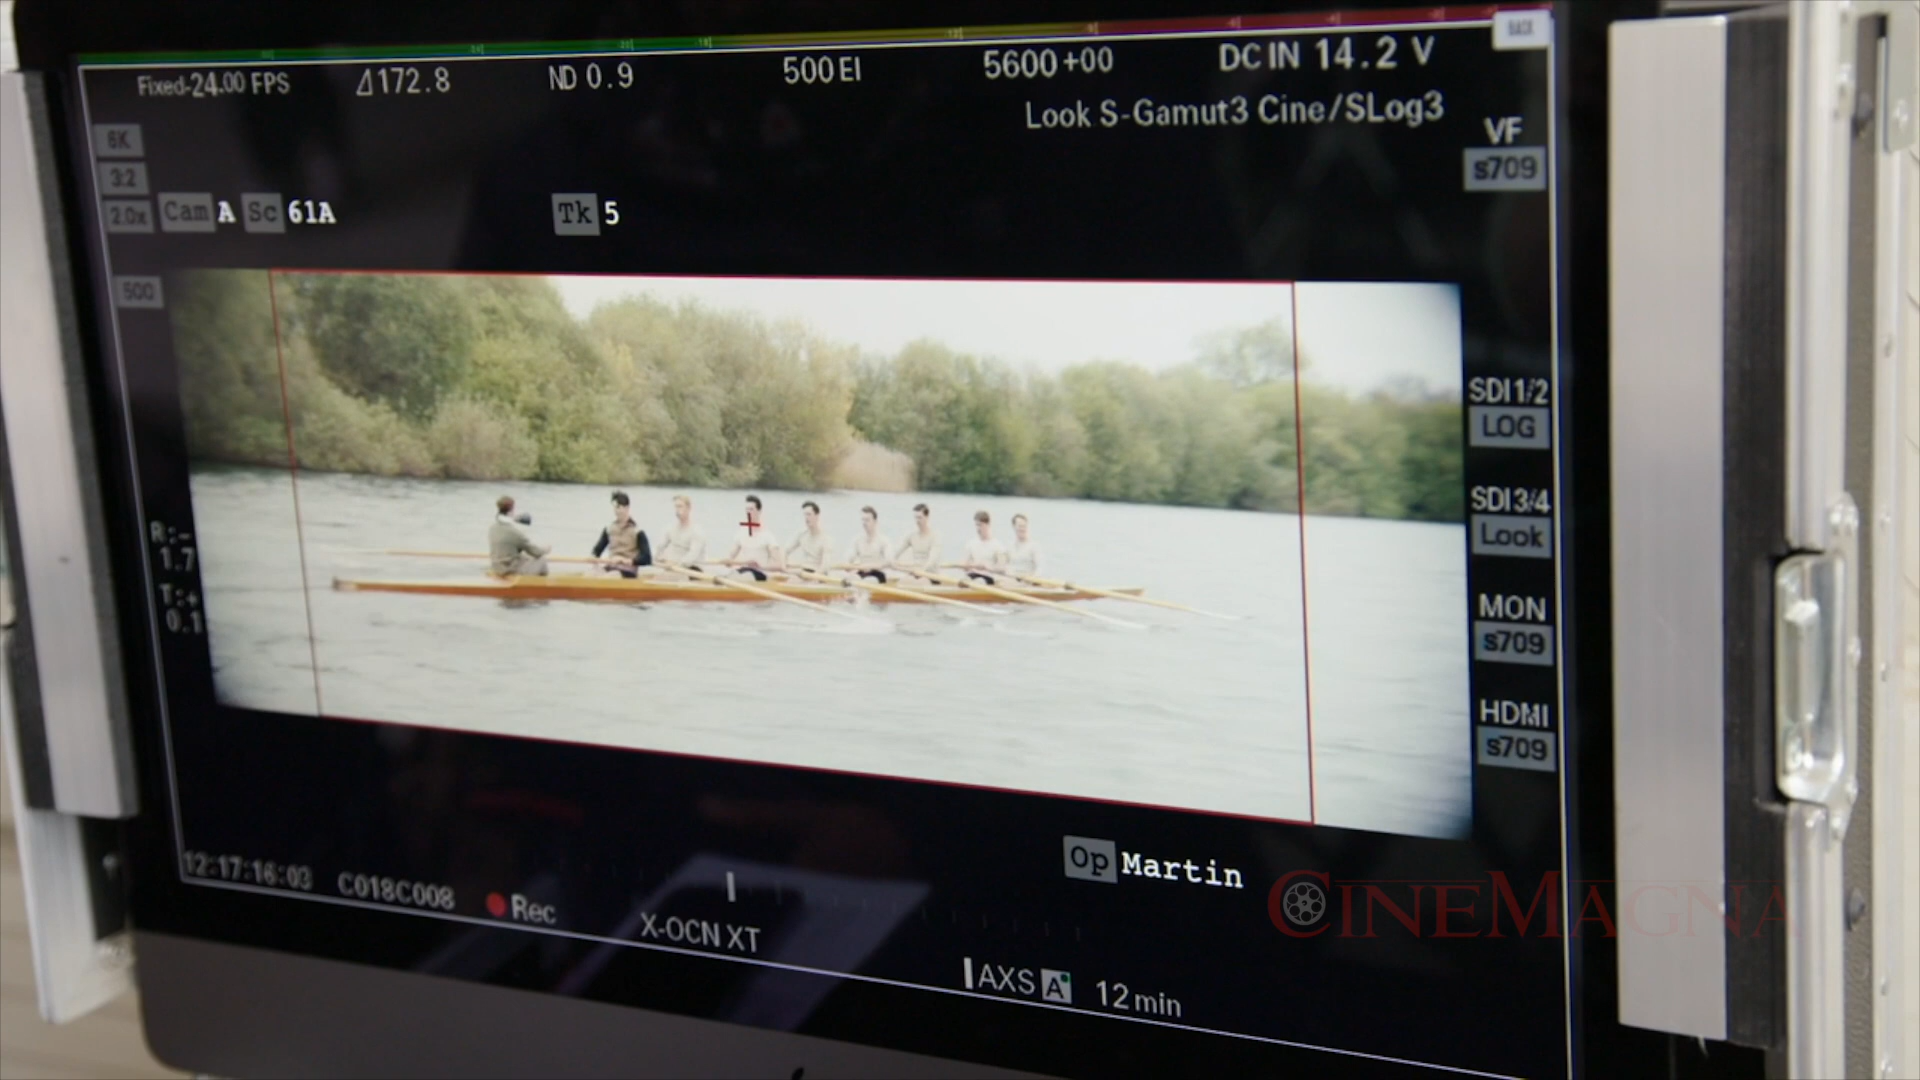 BACK
Fixed-24.00 FPS
⊿172.8
ND 0.9
500 EI
5600+00
DC IN 14.2 V
Look S-Gamut3 Cine/SLog3
6K
3:2
2.0x
Cam A Sc 61A
Tk 5
VF
s709
500
SDI 1/2
LOG
SDI 3/4
Look
MON
s709
HDMI
s709
R:-
1.7
T:+
0.1
Op Martin
CINEMAGNA
12:17:16:03
C018C008
Rec
X-OCN XT
AXS A
12 min